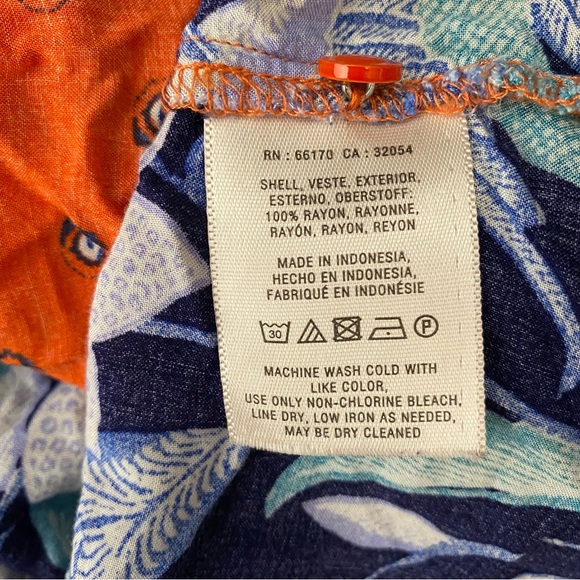 RN : 66170 CA : 32054
SHELL, VESTE, EXTERIOR,
ESTERNO, OBERSTOFF:
100% RAYON, RAYONNE,
RAYÓN, RAYON, REYON
MADE IN INDONESIA,
HECHO EN INDONESIA,
FABRIQUÉ EN INDONÉSIE
30 P
MACHINE WASH COLD WITH
LIKE COLOR,
USE ONLY NON-CHLORINE BLEACH,
LINE DRY, LOW IRON AS NEEDED,
MAY BE DRY CLEANED